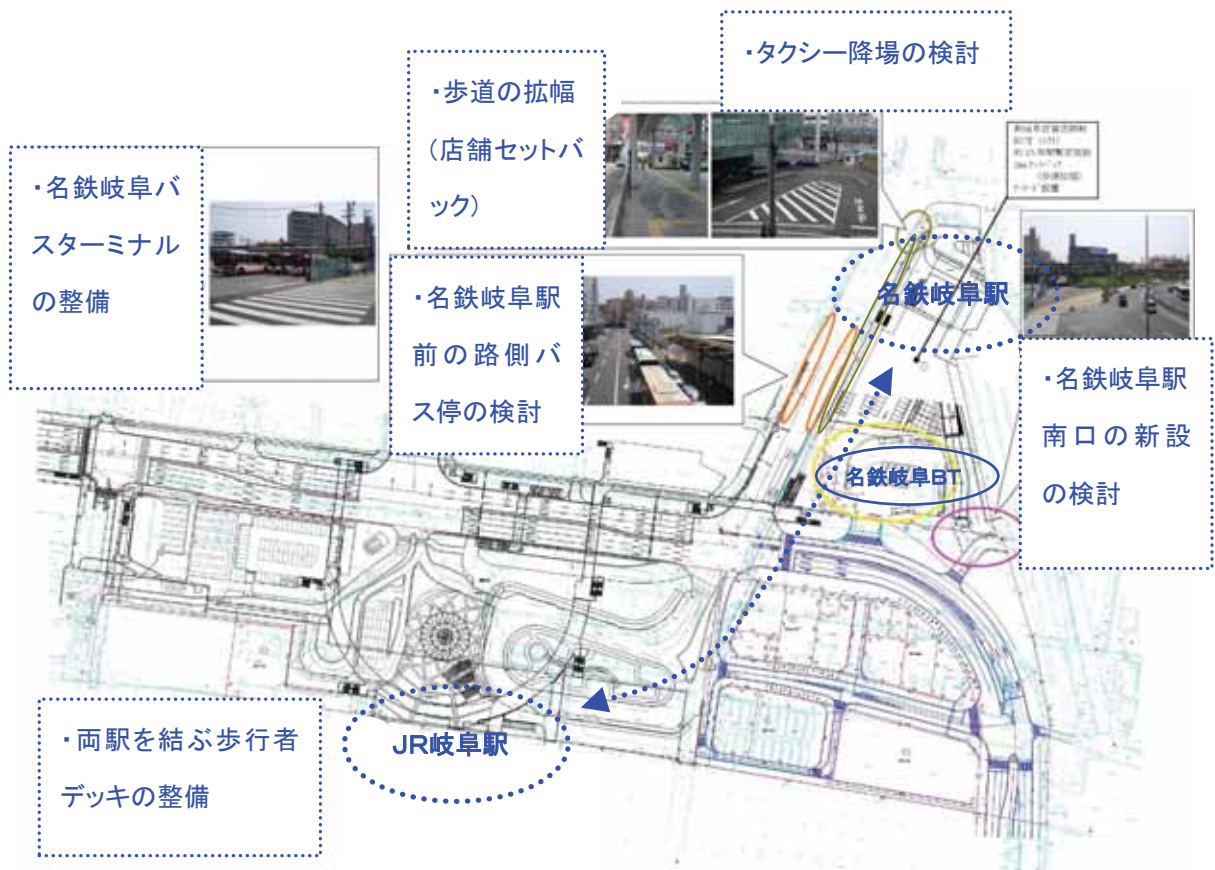 ・タクシー降場の検討
・歩道の拡幅
(店舗セットバ
ック)
・名鉄岐阜バ
スターミナル
の整備
・名鉄岐阜駅
前の路側バ
ス停の検討
名鉄岐阜駅
・名鉄岐阜駅
南口の新設
の検討
名鉄岐阜BT
・両駅を結ぶ歩行者
デッキの整備
JR岐阜駅